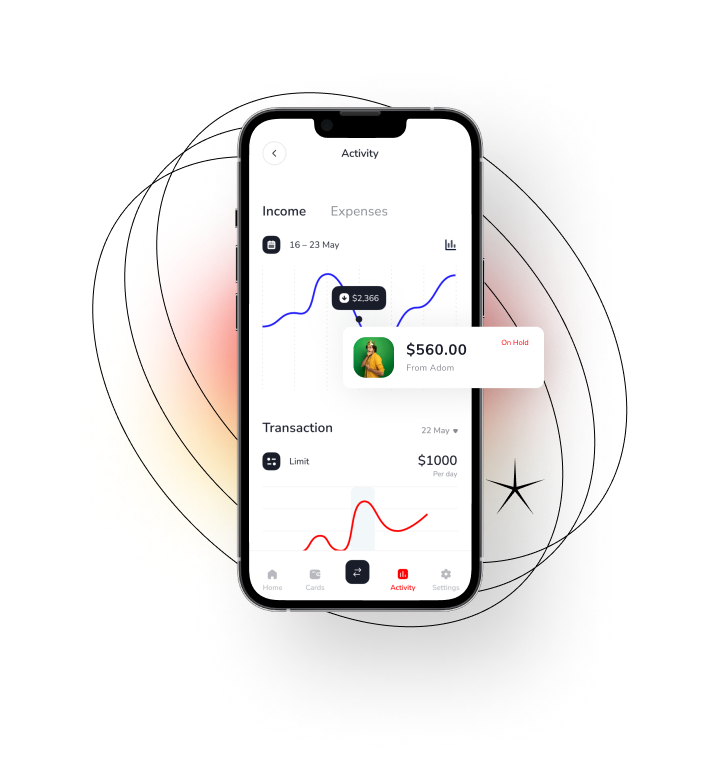 Activity
Income Expenses
16 – 23 May
$2,366
$560.00
On Hold
From Adom
Transaction
22 May
Limit
$1000
Per day
Home Cards Activity Settings